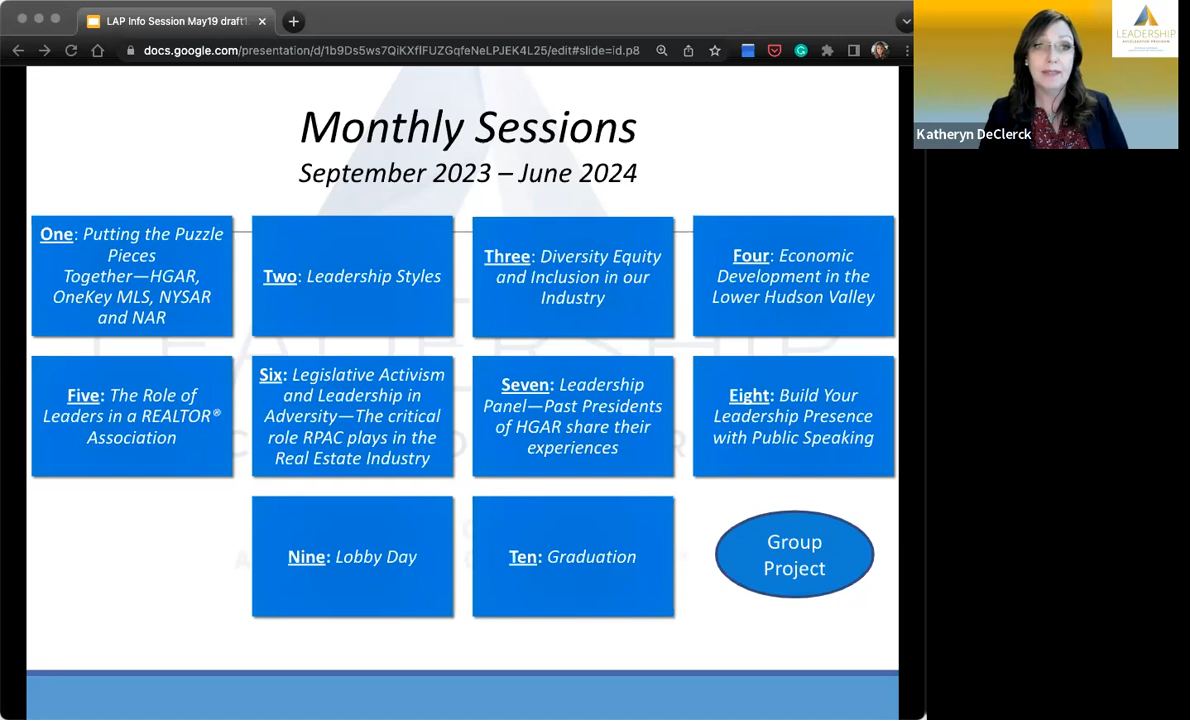 LAP Info Session May19 draft1
docs.google.com/presentation/d/1b9Ds5ws7QiKXflFUZGqfeNeLPJEK4L25/edit#slide=id.p8
LEADERSHIP
Katheryn DeClerck
Monthly Sessions
September 2023 – June 2024
One: Putting the Puzzle
Pieces
Together—HGAR,
OneKey MLS, NYSAR
and NAR
Two: Leadership Styles
Three: Diversity Equity
and Inclusion in our
Industry
Four: Economic
Development in the
Lower Hudson Valley
Five: The Role of
Leaders in a REALTOR®
Association
Six: Legislative Activism
and Leadership in
Adversity—The critical
role RPAC plays in the
Real Estate Industry
Seven: Leadership
Panel—Past Presidents
of HGAR share their
experiences
Eight: Build Your
Leadership Presence
with Public Speaking
Nine: Lobby Day
Ten: Graduation
Group
Project